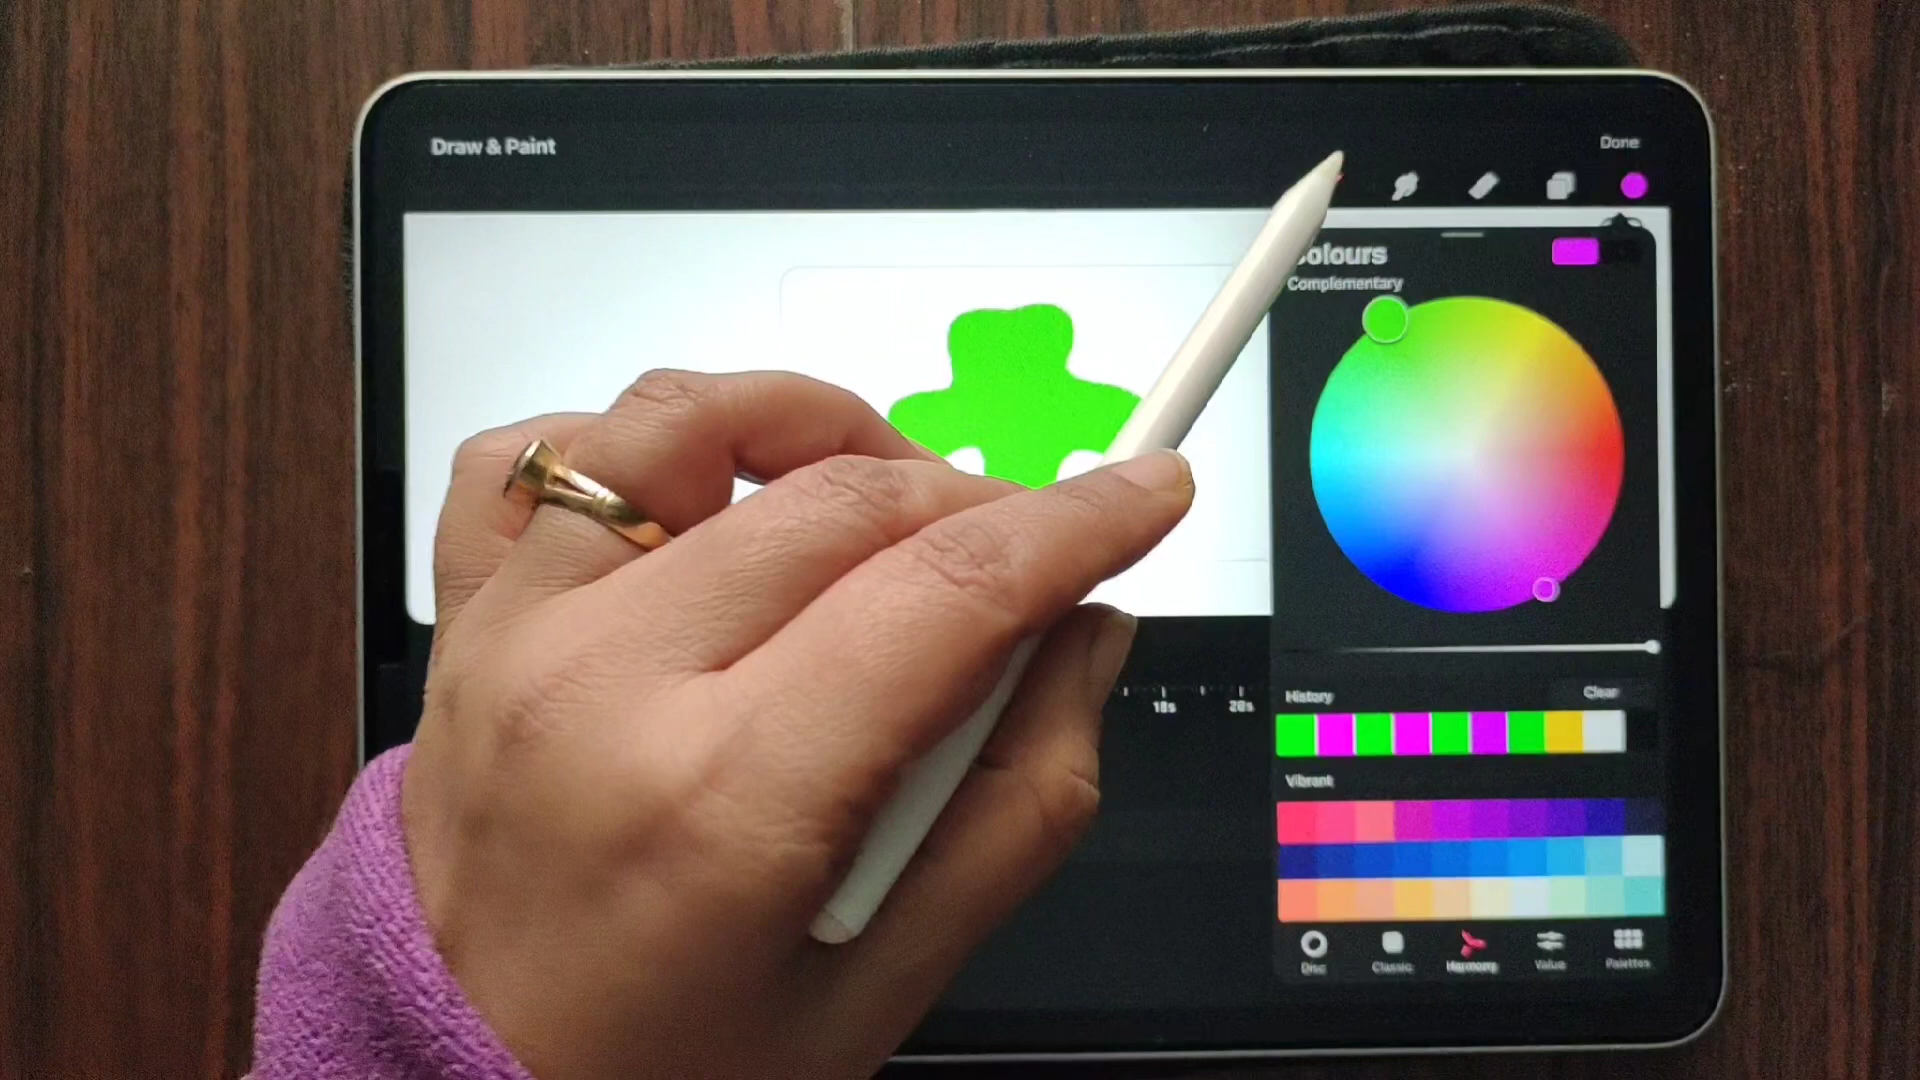 Draw & Paint
Done
olours
Complementary
18s
20s
History
Clear
Vibrant
Disc
Classic
Harmony
Value
Palettes